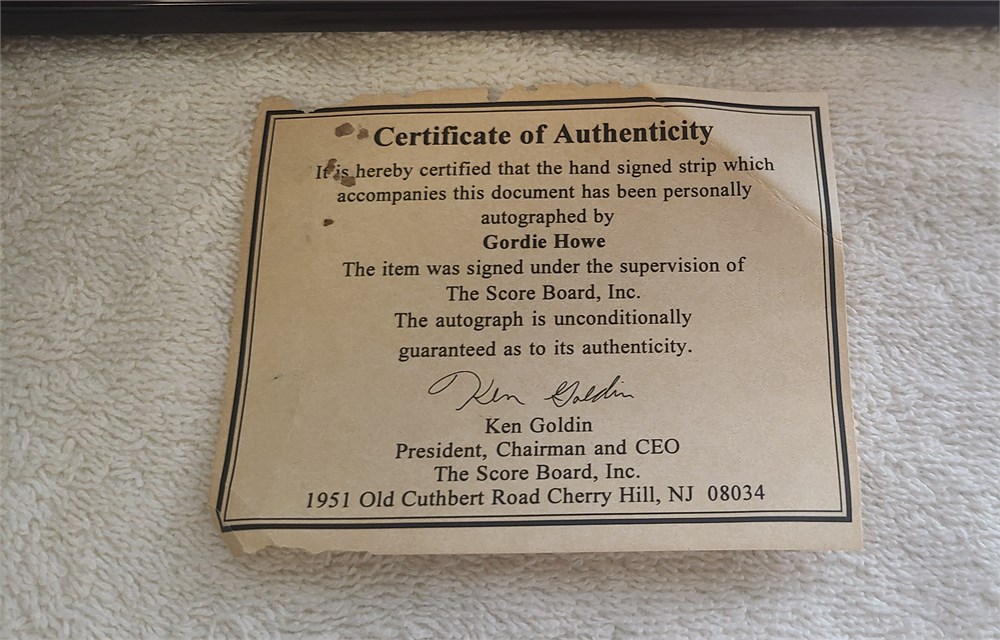 Certificate of Authenticity
It is hereby certified that the hand signed strip which
accompanies this document has been personally
autographed by
Gordie Howe
The item was signed under the supervision of
The Score Board, Inc.
The autograph is unconditionally
guaranteed as to its authenticity.
Ken Goldin
Ken Goldin
President, Chairman and CEO
The Score Board, Inc.
1951 Old Cuthbert Road Cherry Hill, NJ 08034